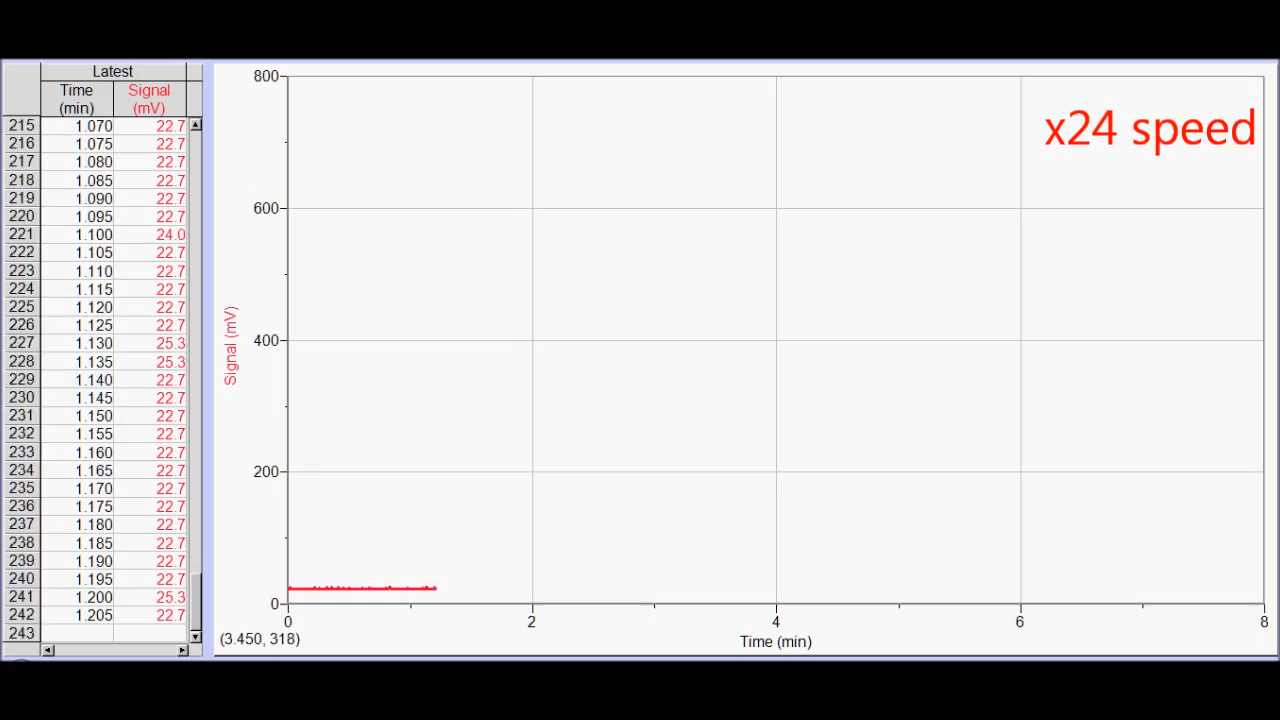 Latest
Time Signal
(min) (mV)
215 1.070 22.7
216 1.075 22.7
217 1.080 22.7
218 1.085 22.7
219 1.090 22.7
220 1.095 22.7
221 1.100 24.0
222 1.105 22.7
223 1.110 22.7
224 1.115 22.7
225 1.120 22.7
226 1.125 22.7
227 1.130 25.3
228 1.135 25.3
229 1.140 22.7
230 1.145 22.7
231 1.150 22.7
232 1.155 22.7
233 1.160 22.7
234 1.165 22.7
235 1.170 22.7
236 1.175 22.7
237 1.180 22.7
238 1.185 22.7
239 1.190 22.7
240 1.195 22.7
241 1.200 25.3
242 1.205 22.7
243
x24 speed
800
600
400
200
0
Signal (mV)
0 2 4 6 8
(3.450, 318)
Time (min)